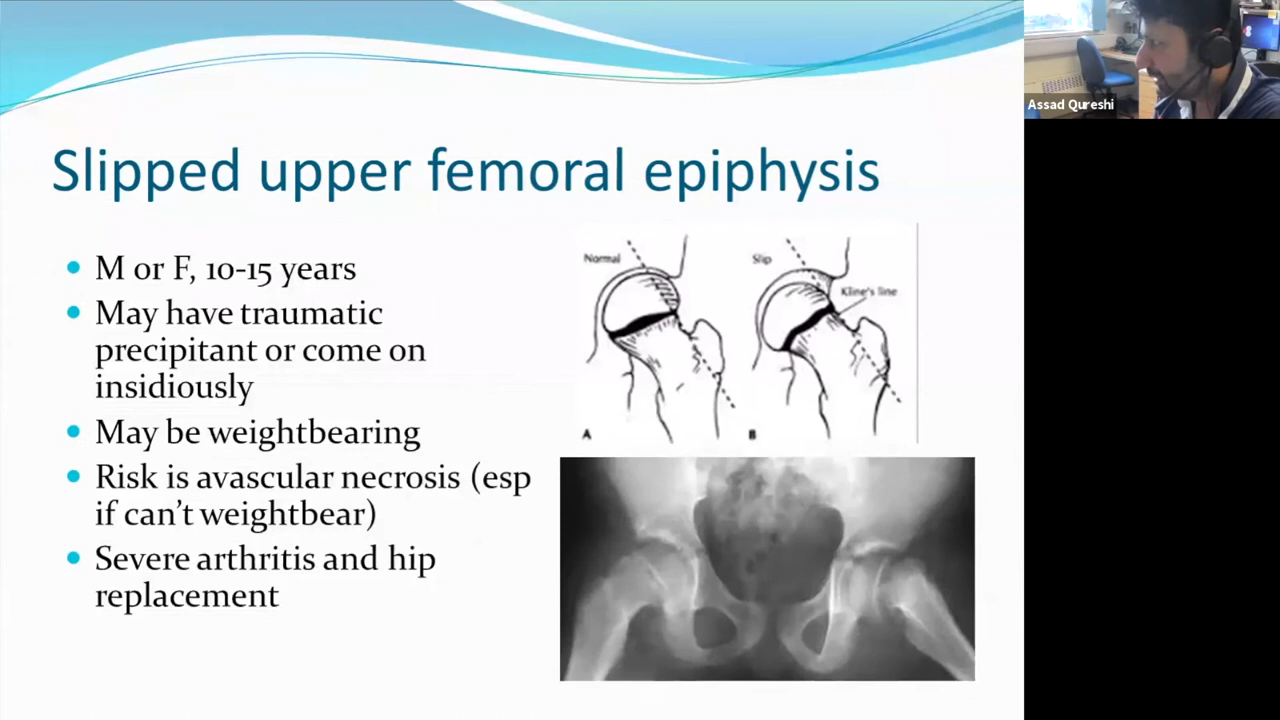 Assad Qureshi
Slipped upper femoral epiphysis
M or F, 10-15 years
May have traumatic
precipitant or come on
insidiously
May be weightbearing
Risk is avascular necrosis (esp
if can't weightbear)
Severe arthritis and hip
replacement
Normal
Slip
Kline's line
A
B